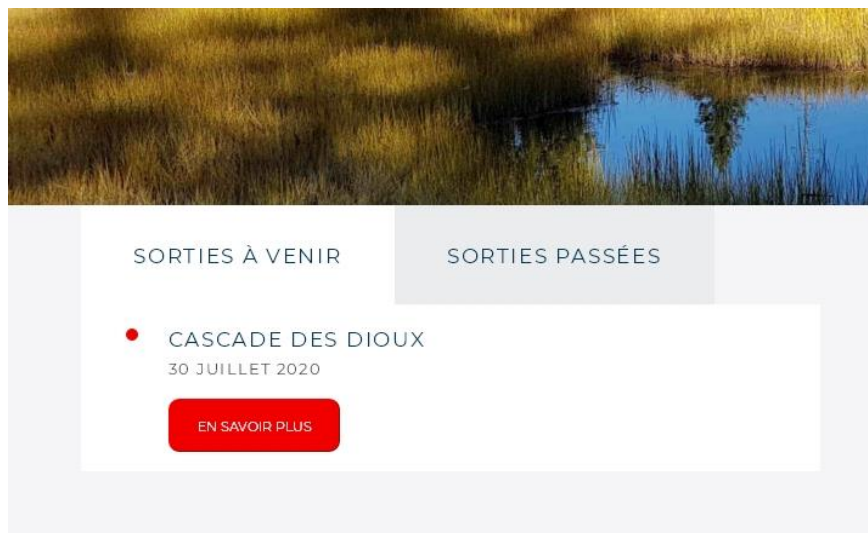 SORTIES À VENIR
SORTIES PASSÉES
CASCADE DES DIOUX
30 JUILLET 2020
EN SAVOIR PLUS